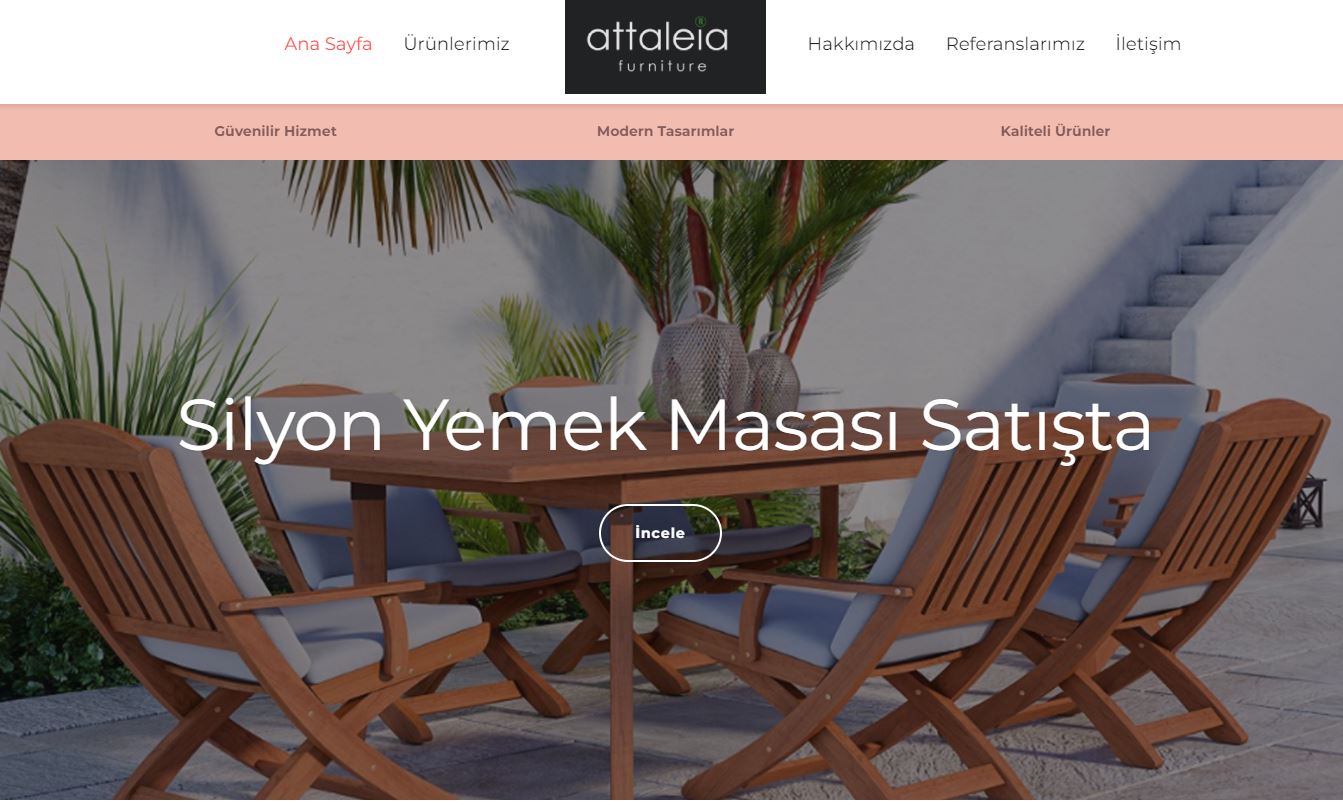 Ana Sayfa
Ürünlerimiz
attaleia®
furniture
Hakkımızda
Referanslarımız
İletişim
Güvenilir Hizmet
Modern Tasarımlar
Kaliteli Ürünler
Silyon Yemek Masası Satışta
İncele